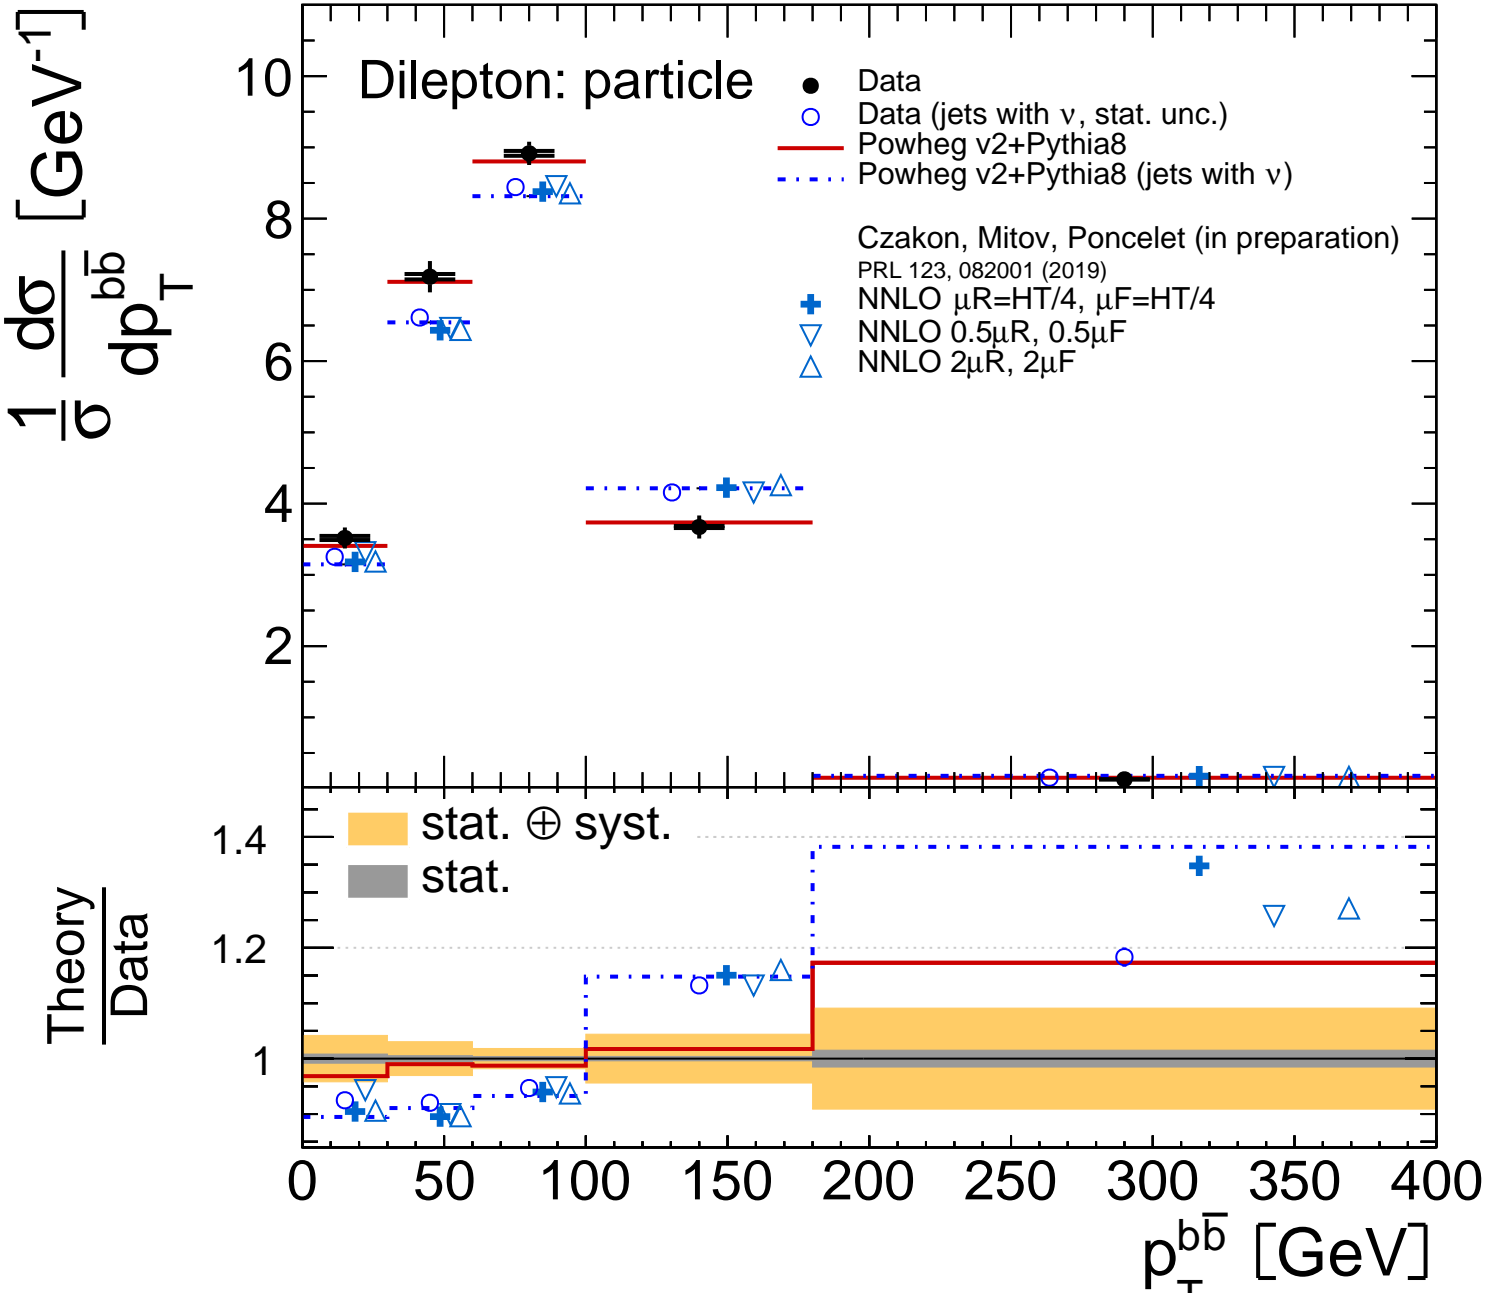 1/σ dσ/dp_T^{bb̄} [GeV^{-1}]
10
8
6
4
2
Dilepton: particle
Data
Data (jets with ν, stat. unc.)
Powheg v2+Pythia8
Powheg v2+Pythia8 (jets with ν)
Czakon, Mitov, Poncelet (in preparation)
PRL 123, 082001 (2019)
NNLO μR=HT/4, μF=HT/4
NNLO 0.5μR, 0.5μF
NNLO 2μR, 2μF
Theory
Data
1.4
1.2
1
stat. ⊕ syst.
stat.
0 50 100 150 200 250 300 350 400
p_T^{bb̄} [GeV]